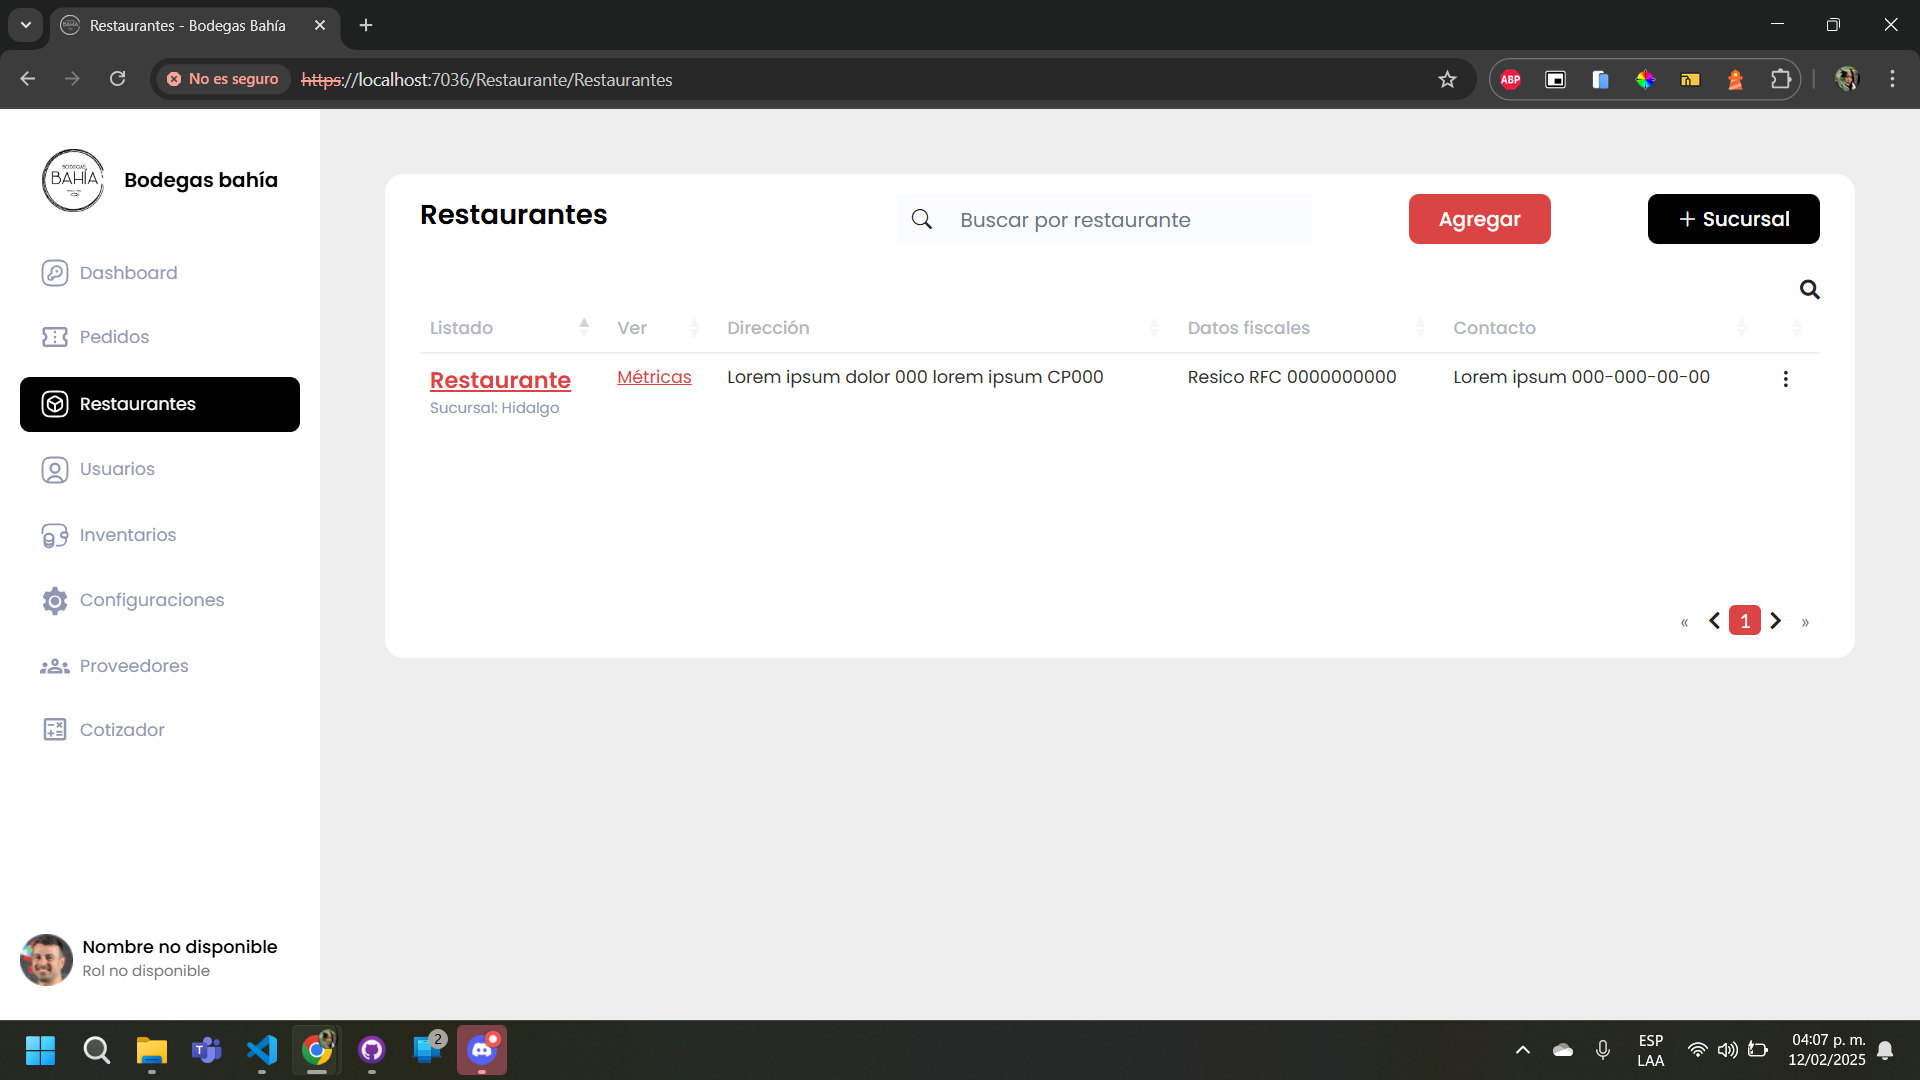 Restaurantes - Bodegas Bahía
No es seguro
https://localhost:7036/Restaurante/Restaurantes
ABP
BODEGAS
BAHÍA
Bodegas bahía
Dashboard
Pedidos
Restaurantes
Usuarios
Inventarios
Configuraciones
Proveedores
Cotizador
Nombre no disponible
Rol no disponible
Restaurantes
Buscar por restaurante
Agregar
+ Sucursal
Listado Ver Dirección Datos fiscales Contacto
Restaurante Métricas Lorem ipsum dolor 000 lorem ipsum CP000 Resico RFC 0000000000 Lorem ipsum 000-000-00-00
Sucursal: Hidalgo
« 1 »
2
ESP
LAA
04:07 p. m.
12/02/2025